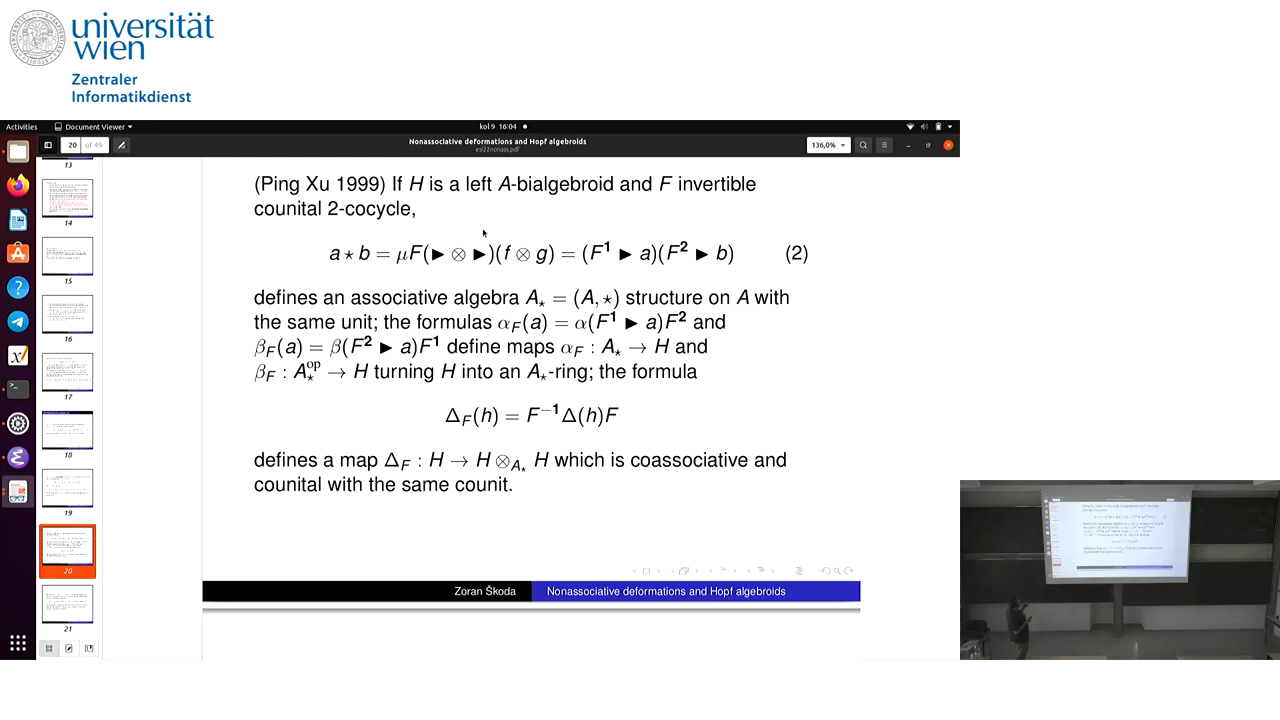 universität
wien
Zentraler
Informatikdienst
Activities Document Viewer kol 9 16:04
20 of 49 Nonassociative deformations and Hopf algebroids 136,0%
esi22nonass.pdf
13
14
15
16
17
18
19
20
21
(Ping Xu 1999) If H is a left A-bialgebroid and F invertible
counital 2-cocycle,
a ⋆ b = μF(▶ ⊗ ▶)(f ⊗ g) = (F¹ ▶ a)(F² ▶ b) (2)
defines an associative algebra A⋆ = (A, ⋆) structure on A with
the same unit; the formulas α_F(a) = α(F¹ ▶ a)F² and
β_F(a) = β(F² ▶ a)F¹ define maps α_F : A⋆ → H and
β_F : A⋆^op → H turning H into an A⋆-ring; the formula
Δ_F(h) = F⁻¹Δ(h)F
defines a map Δ_F : H → H ⊗_A⋆ H which is coassociative and
counital with the same counit.
Zoran Škoda Nonassociative deformations and Hopf algebroids